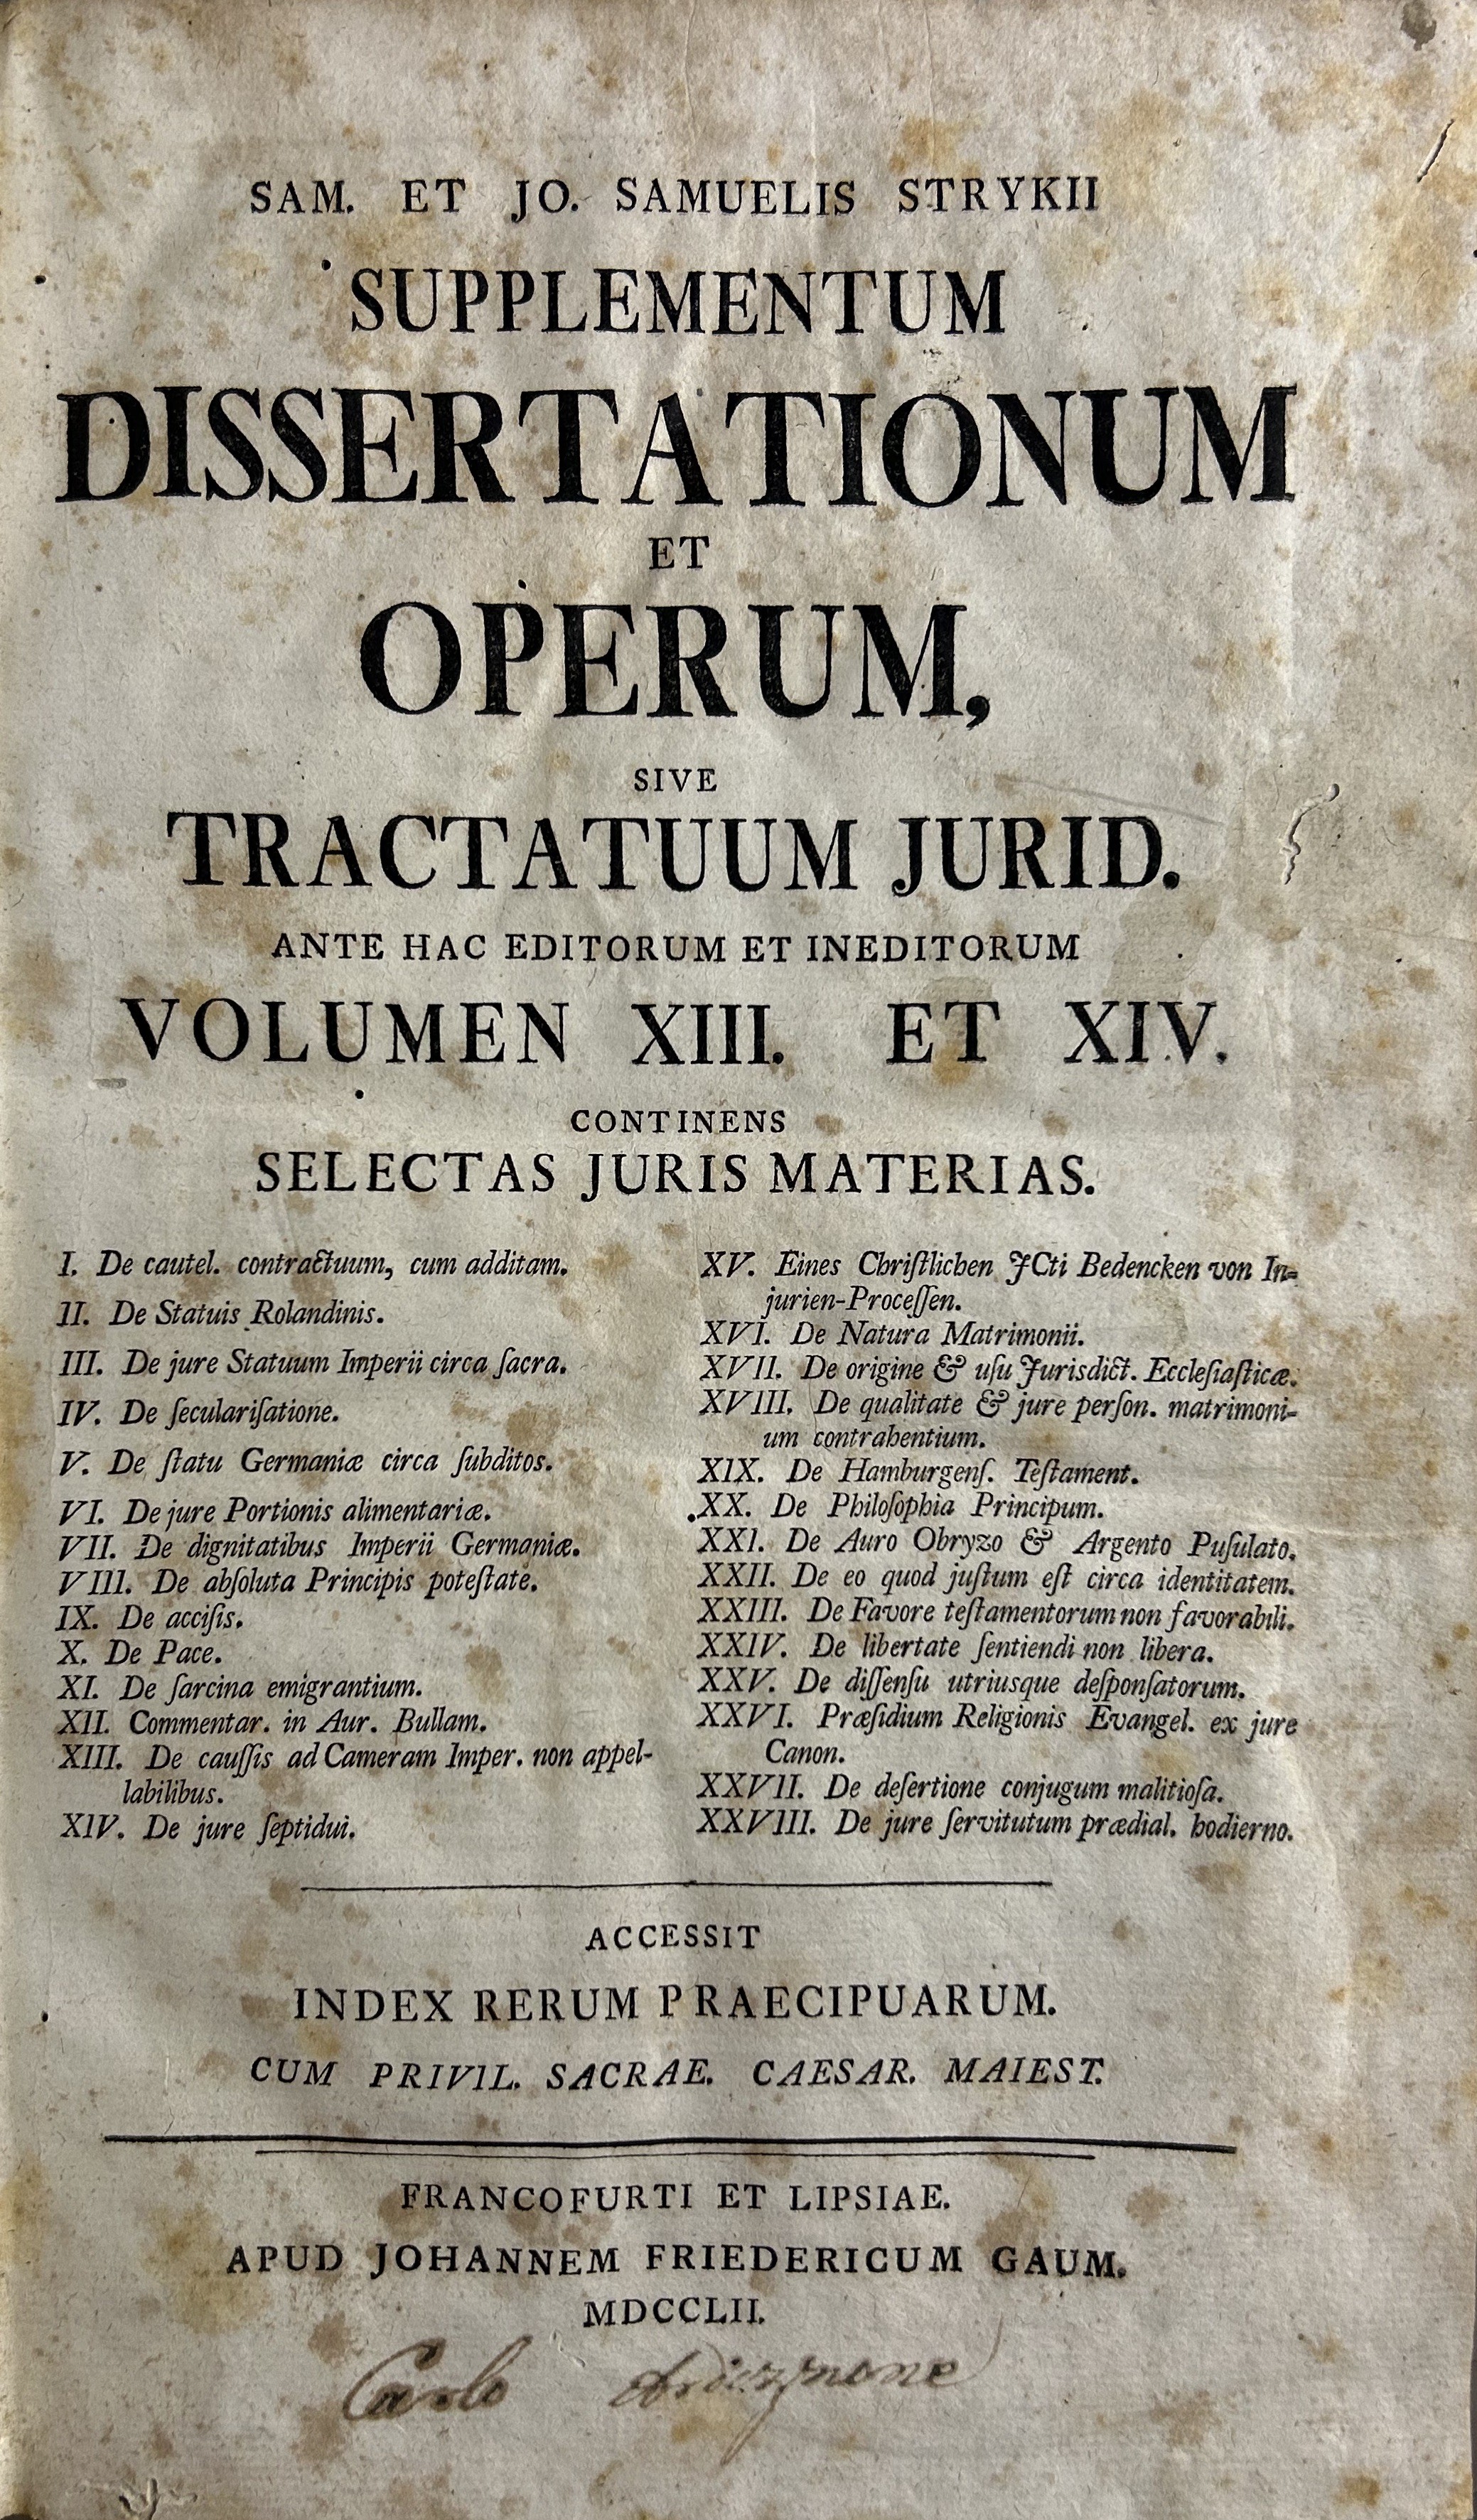 SAM. ET JO. SAMUELIS STRYKII
SUPPLEMENTUM
DISSERTATIONUM
ET
OPERUM,
SIVE
TRACTATUUM JURID.
ANTE HAC EDITORUM ET INEDITORUM
VOLUMEN XIII. ET XIV.
CONTINENS
SELECTAS JURIS MATERIAS.
I. De cautel. contractuum, cum additam.
II. De Statuis Rolandinis.
III. De jure Statuum Imperii circa ſacra.
IV. De ſeculariſatione.
V. De ſtatu Germaniæ circa ſubditos.
VI. De jure Portionis alimentariæ.
VII. De dignitatibus Imperii Germaniæ.
VIII. De abſoluta Principis poteſtate.
IX. De acciſis.
X. De Pace.
XI. De ſarcina emigrantium.
XII. Commentar. in Aur. Bullam.
XIII. De cauſſis ad Cameram Imper. non appel-
labilibus.
XIV. De jure ſeptidui.
XV. Eines Chriſtlichen JCti Bedencken von In-
jurien-Proceſſen.
XVI. De Natura Matrimonii.
XVII. De origine & uſu Jurisdict. Eccleſiaſticæ.
XVIII. De qualitate & jure perſon. matrimoni-
um contrahentium.
XIX. De Hamburgenſ. Teſtament.
XX. De Philoſophia Principum.
XXI. De Auro Obryzo & Argento Puſulato.
XXII. De eo quod juſtum eſt circa identitatem.
XXIII. De Favore teſtamentorum non favorabili.
XXIV. De libertate ſentiendi non libera.
XXV. De diſſenſu utriusque deſponſatorum.
XXVI. Præſidium Religionis Evangel. ex jure
Canon.
XXVII. De deſertione conjugum malitioſa.
XXVIII. De jure ſervitutum prædial. hodierno.
ACCESSIT
INDEX RERUM PRAECIPUARUM.
CUM PRIVIL. SACRAE. CAESAR. MAIEST.
FRANCOFURTI ET LIPSIAE.
APUD JOHANNEM FRIEDERICUM GAUM.
MDCCLII.
Carlo